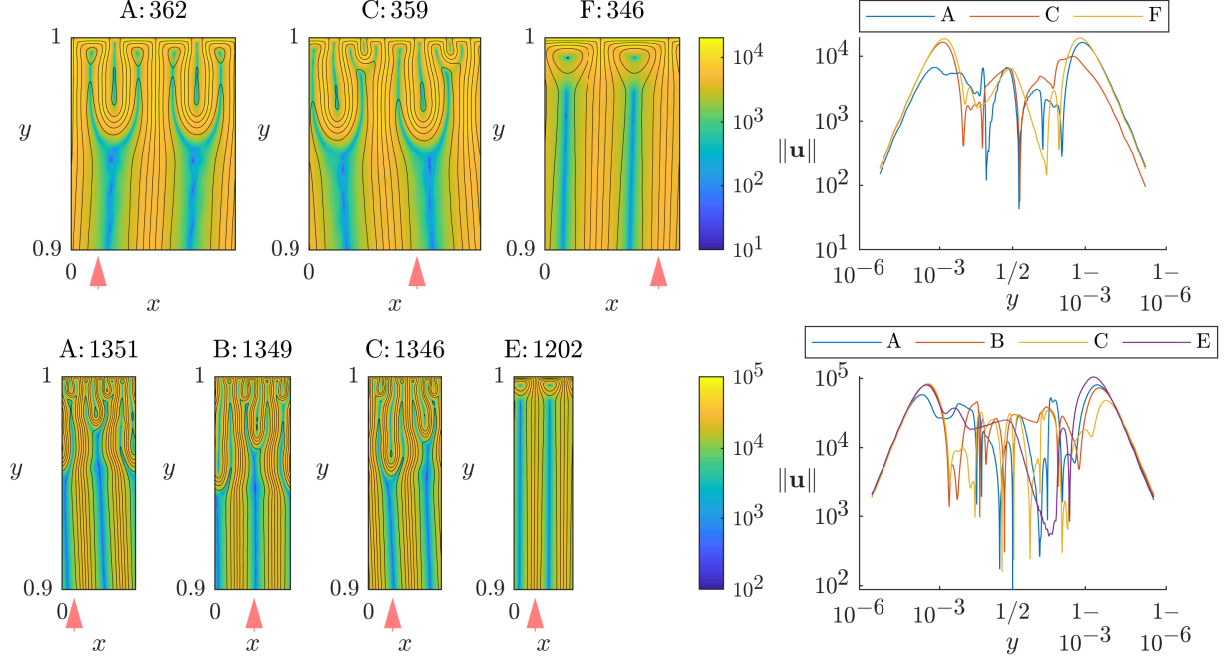 A: 362 C: 359 F: 346
1 1 1
y y y
0.9 0.9 0.9
0 0 0
x x x
10^4
10^3
10^2
10^1
A C F
10^4
10^3
10^2
10^1
‖u‖
10^-6 10^-3 1/2 1-10^-3 1-10^-6
y
A: 1351 B: 1349 C: 1346 E: 1202
1 1 1 1
y y y y
0.9 0.9 0.9 0.9
0 0 0 0
x x x x
10^5
10^4
10^3
10^2
A B C E
10^5
10^4
10^3
10^2
‖u‖
10^-6 10^-3 1/2 1-10^-3 1-10^-6
y